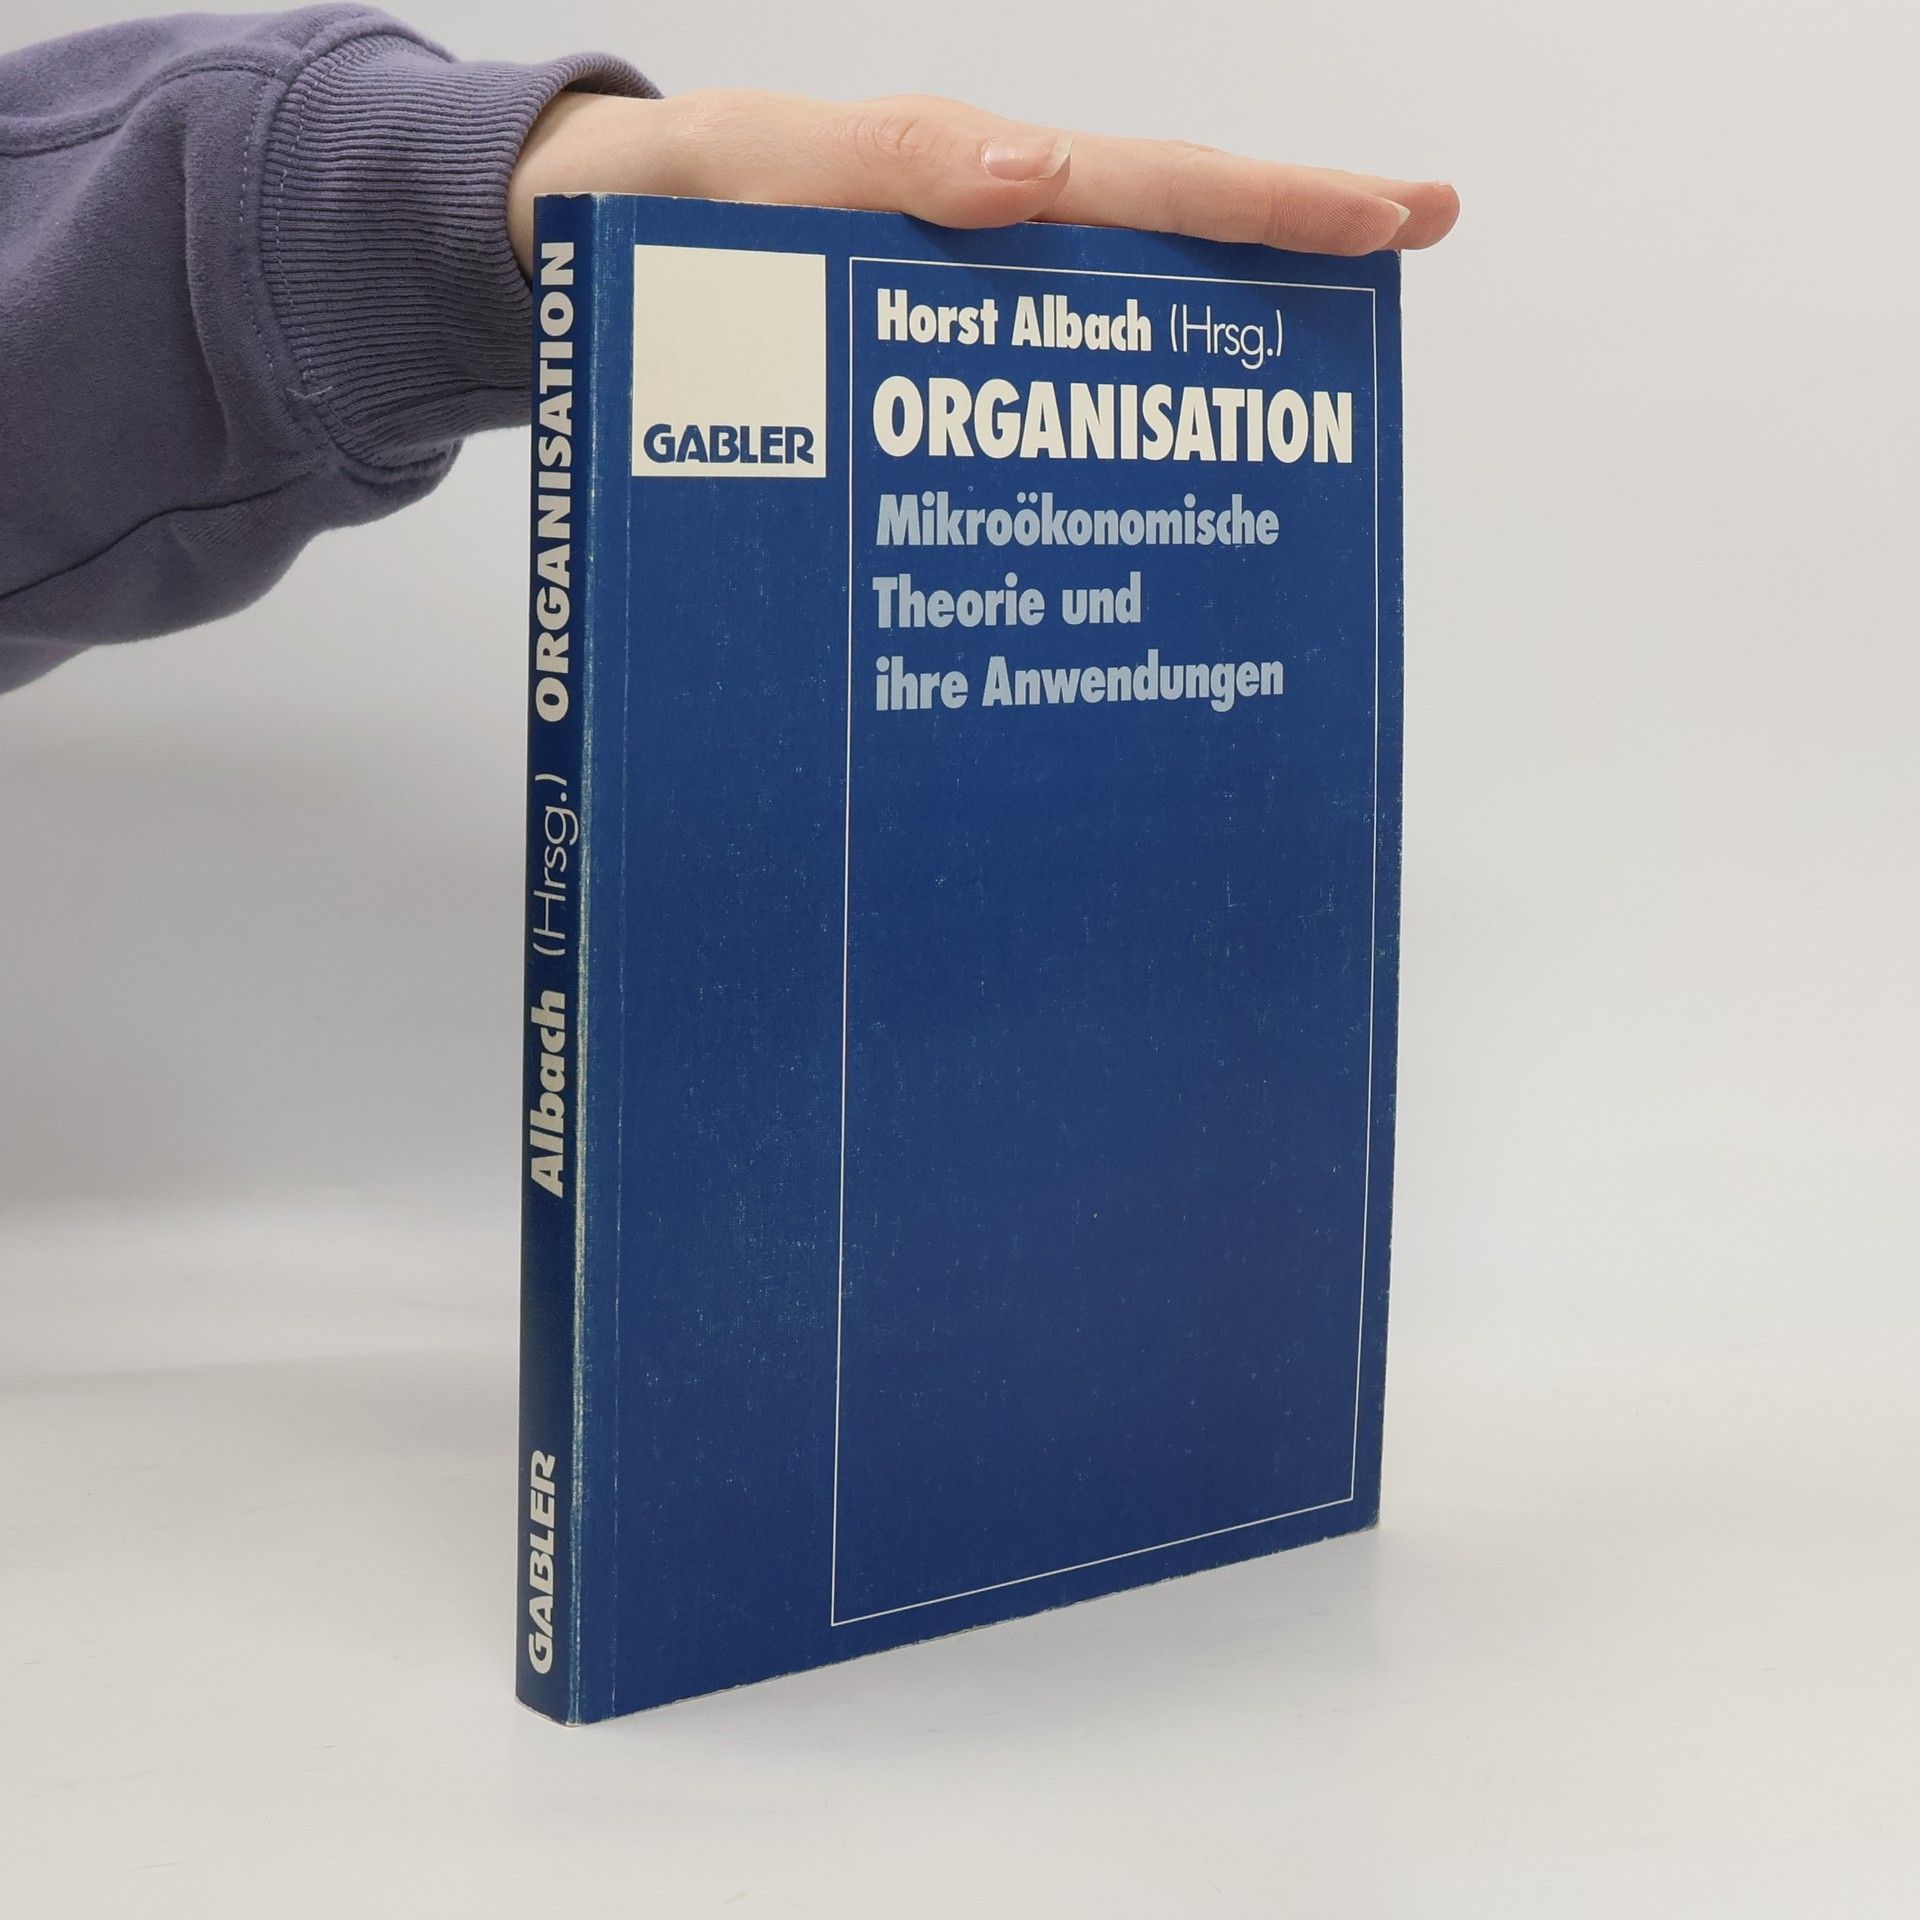 ORGANISATION
Albach (Hrsg.)
GABLER
GABLER
Horst Albach (Hrsg.)
ORGANISATION
Mikroökonomische
Theorie und
ihre Anwendungen